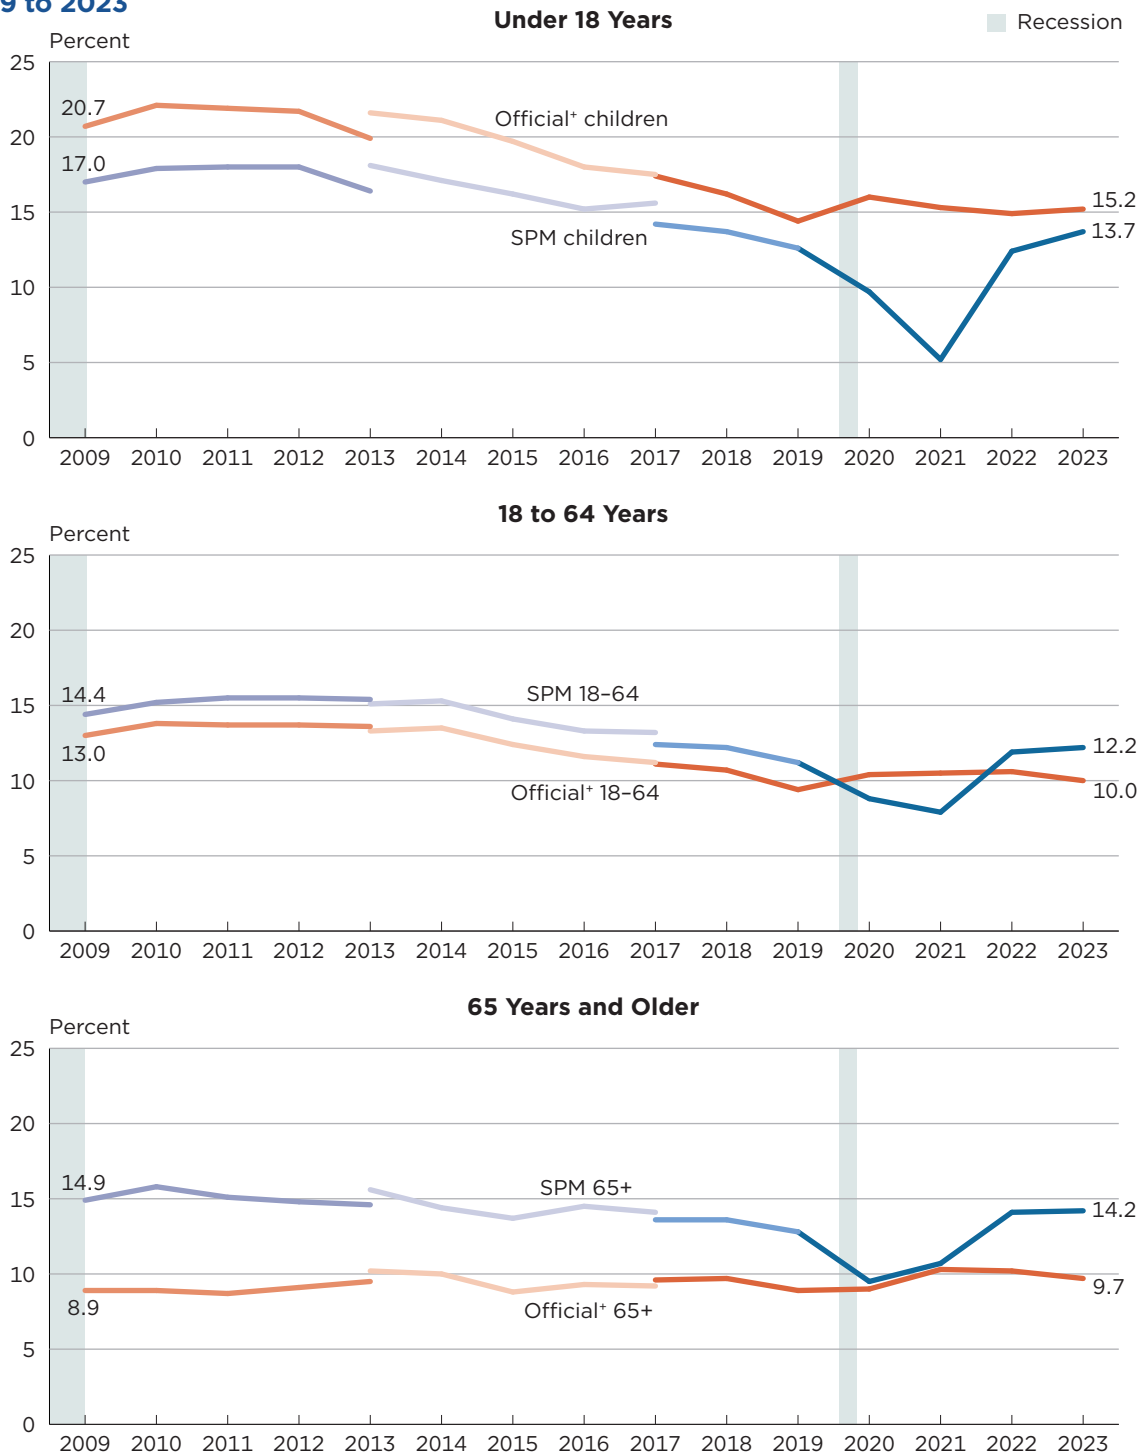 9 to 2023
Under 18 Years
Recession
Percent
25
20
15
10
5
0
20.7
17.0
Official+ children
SPM children
15.2
13.7
2009 2010 2011 2012 2013 2014 2015 2016 2017 2018 2019 2020 2021 2022 2023
18 to 64 Years
Percent
25
20
15
10
5
0
14.4
13.0
SPM 18–64
Official+ 18–64
12.2
10.0
2009 2010 2011 2012 2013 2014 2015 2016 2017 2018 2019 2020 2021 2022 2023
65 Years and Older
Percent
25
20
15
10
5
0
14.9
8.9
SPM 65+
Official+ 65+
14.2
9.7
2009 2010 2011 2012 2013 2014 2015 2016 2017 2018 2019 2020 2021 2022 2023